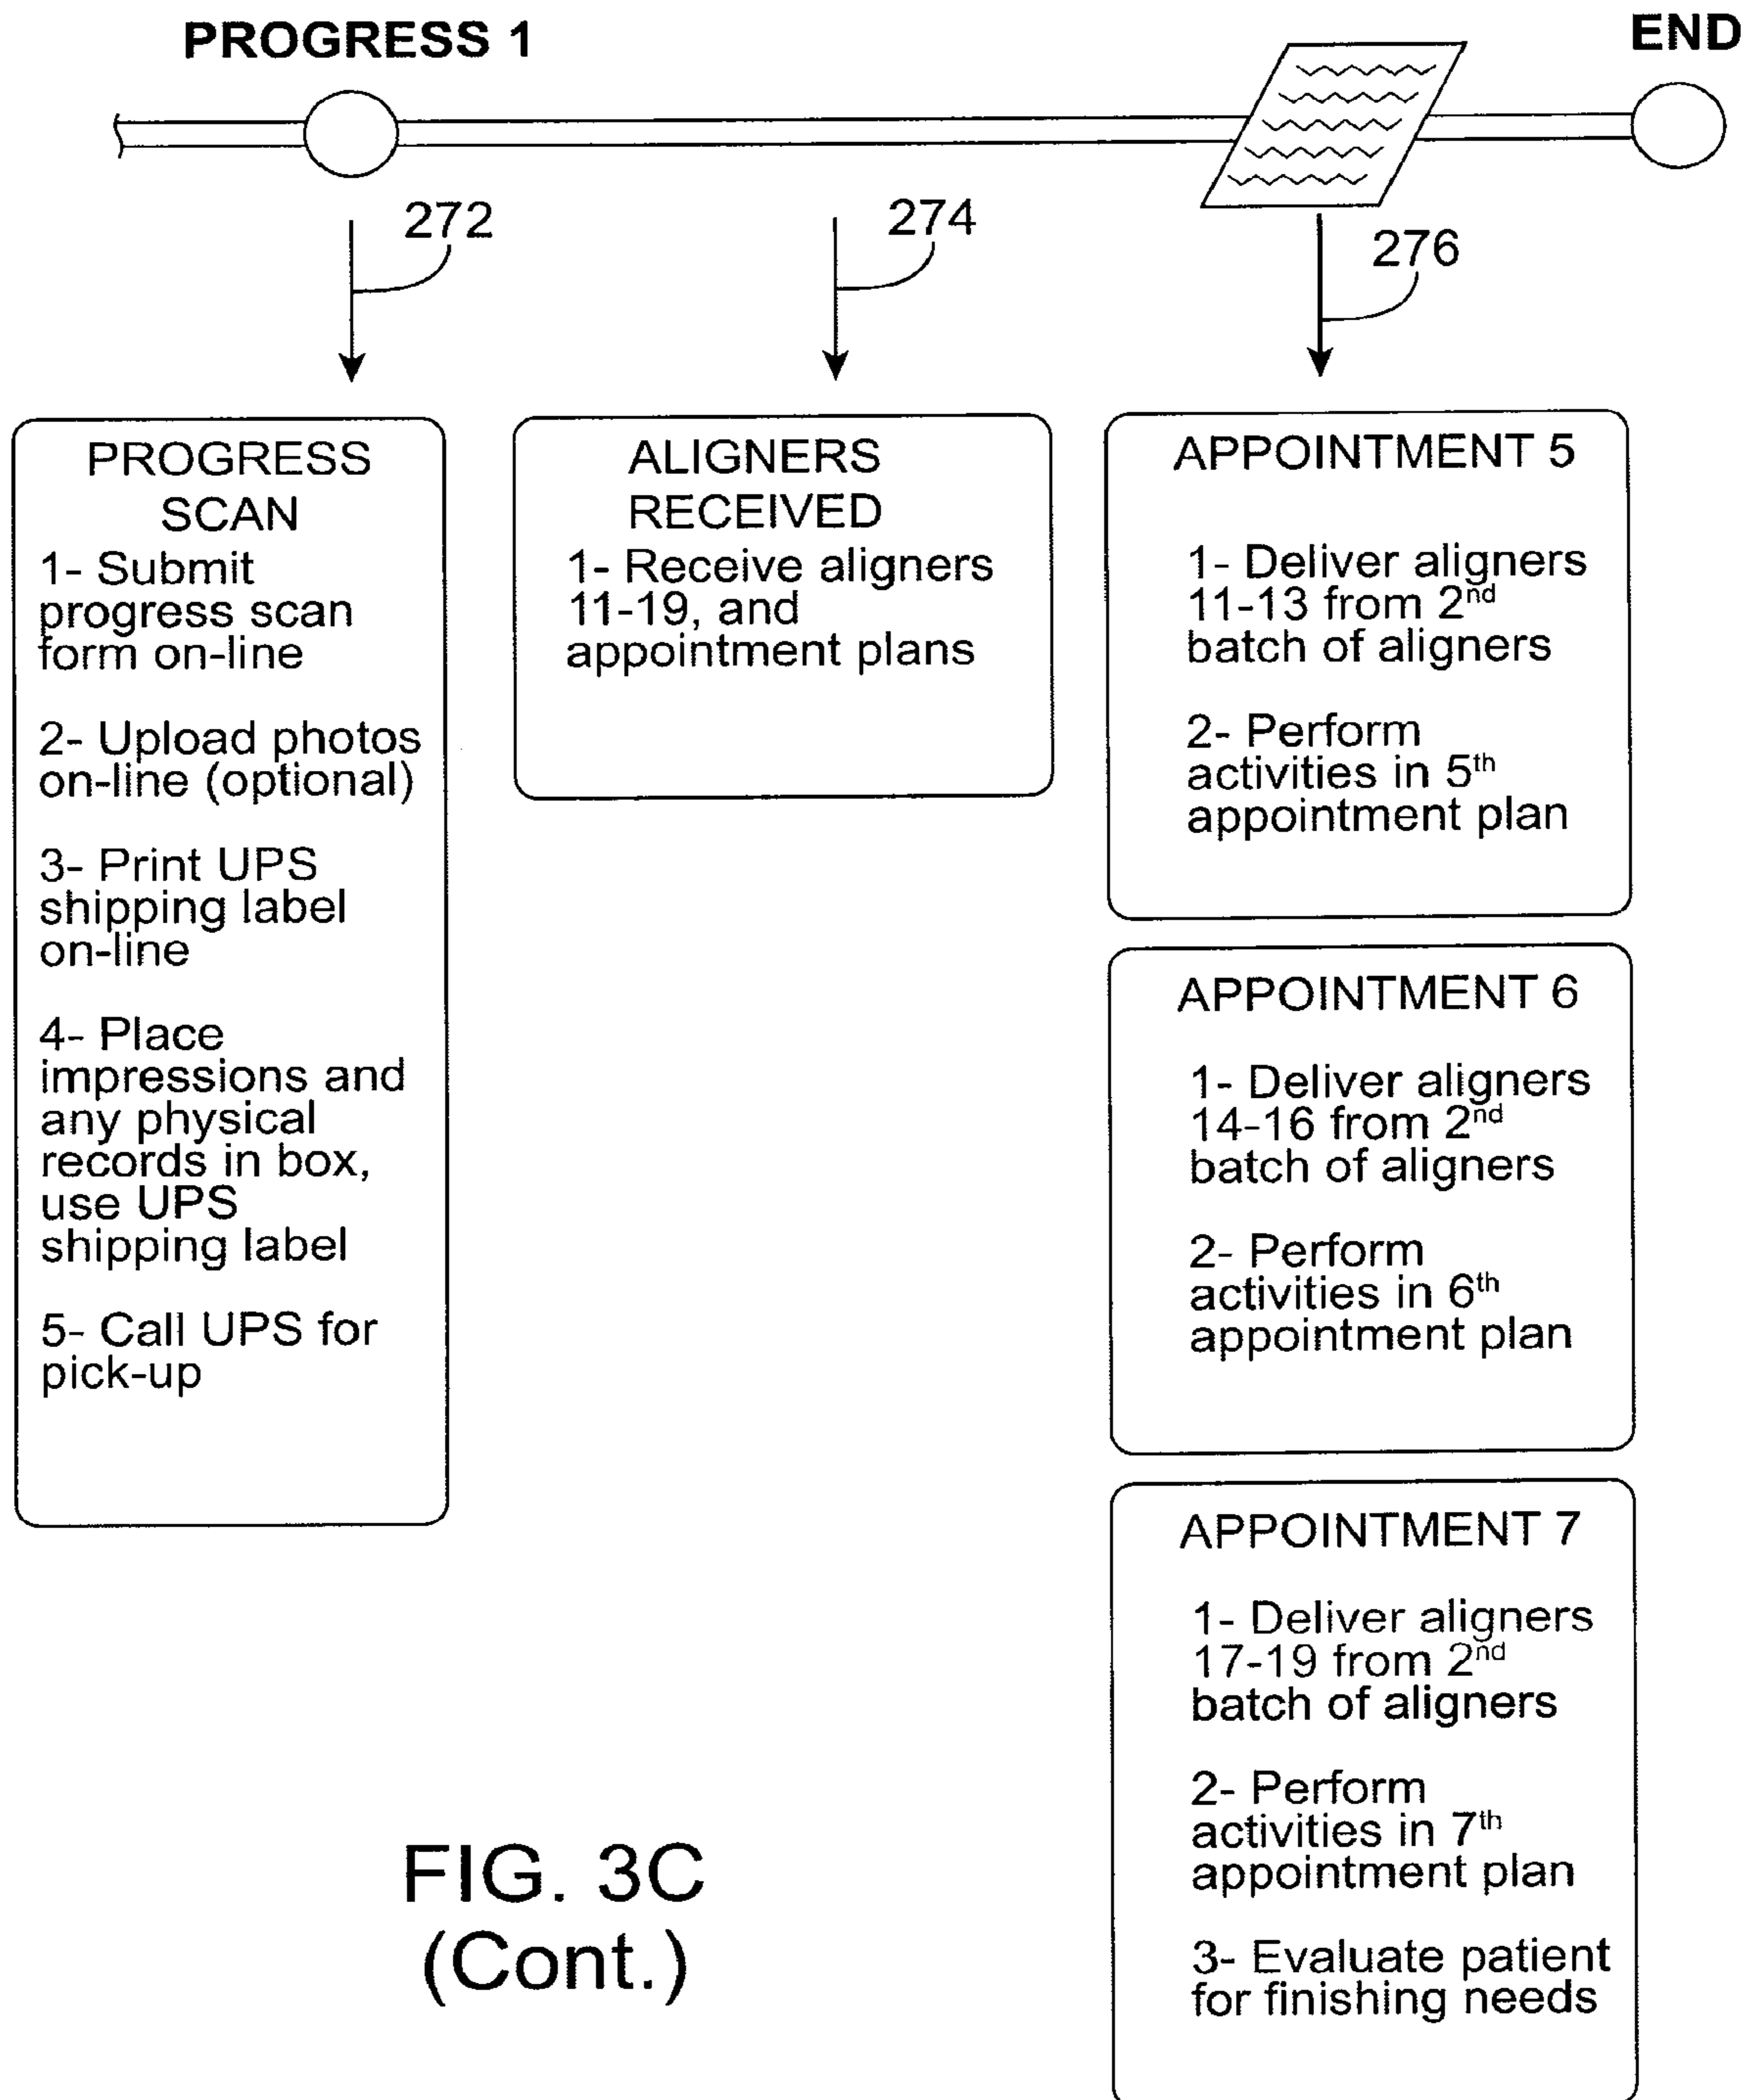 PROGRESS 1
END
272
274
276
PROGRESS
SCAN
1- Submit
progress scan
form on-line
2- Upload photos
on-line (optional)
3- Print UPS
shipping label
on-line
4- Place
impressions and
any physical
records in box,
use UPS
shipping label
5- Call UPS for
pick-up
ALIGNERS
RECEIVED
1- Receive aligners
11-19, and
appointment plans
APPOINTMENT 5
1- Deliver aligners
11-13 from 2nd
batch of aligners
2- Perform
activities in 5th
appointment plan
APPOINTMENT 6
1- Deliver aligners
14-16 from 2nd
batch of aligners
2- Perform
activities in 6th
appointment plan
APPOINTMENT 7
1- Deliver aligners
17-19 from 2nd
batch of aligners
2- Perform
activities in 7th
appointment plan
3- Evaluate patient
for finishing needs
FIG. 3C
(Cont.)